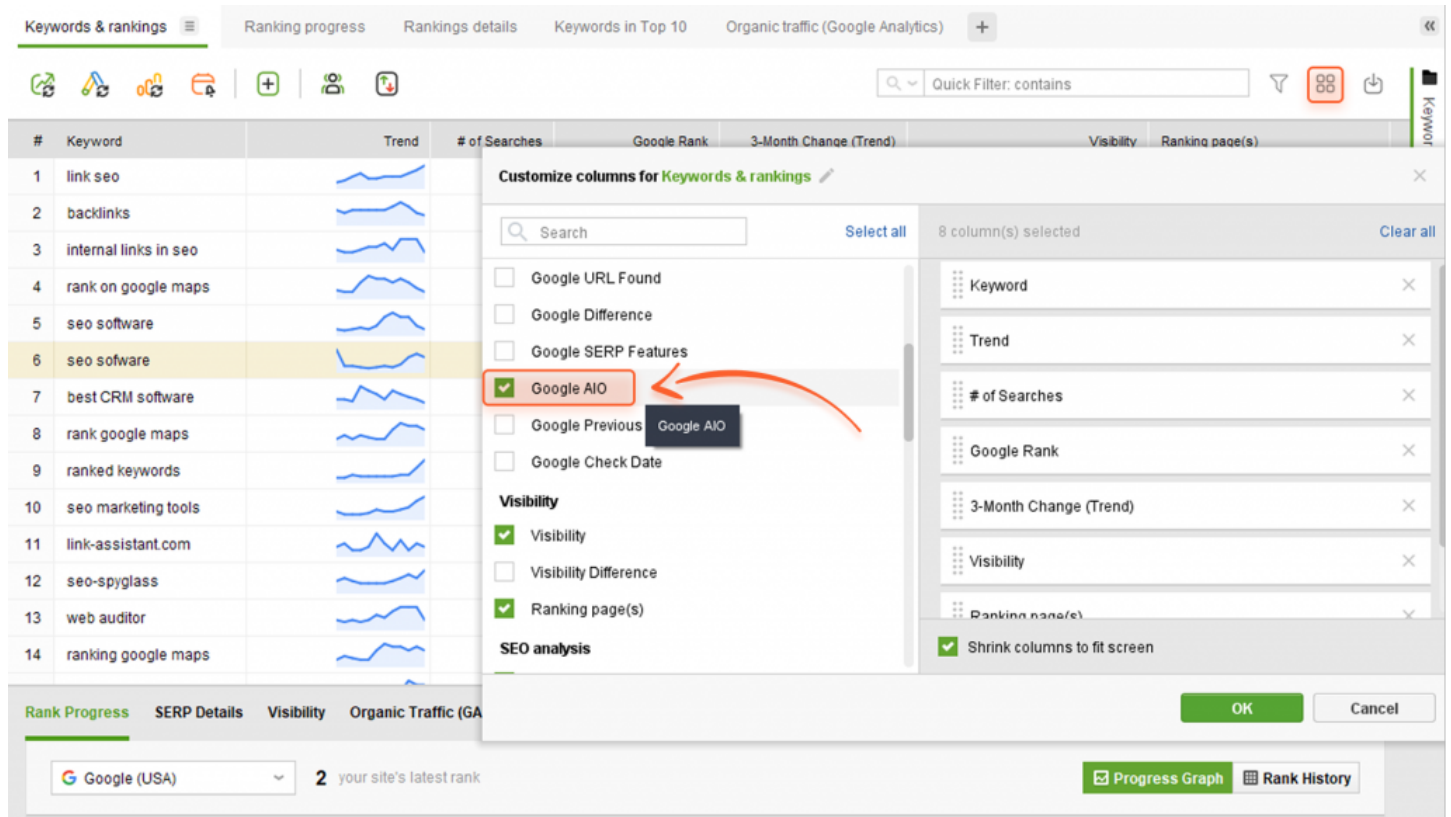 Keywords & rankings
Ranking progress
Rankings details
Keywords in Top 10
Organic traffic (Google Analytics)
Quick Filter: contains
# Keyword Trend # of Searches Google Rank 3-Month Change (Trend) Visibility Ranking page(s)
Keywor
1 link seo
2 backlinks
3 internal links in seo
4 rank on google maps
5 seo software
6 seo sofware
7 best CRM software
8 rank google maps
9 ranked keywords
10 seo marketing tools
11 link-assistant.com
12 seo-spyglass
13 web auditor
14 ranking google maps
Customize columns for Keywords & rankings
Search
Select all
8 column(s) selected
Clear all
Google URL Found
Google Difference
Google SERP Features
Google AIO
Google Previous
Google AIO
Google Check Date
Visibility
Visibility
Visibility Difference
Ranking page(s)
SEO analysis
Keyword
Trend
# of Searches
Google Rank
3-Month Change (Trend)
Visibility
Ranking page(s)
Shrink columns to fit screen
OK
Cancel
Rank Progress SERP Details Visibility Organic Traffic (GA
Google (USA)
2 your site's latest rank
Progress Graph
Rank History